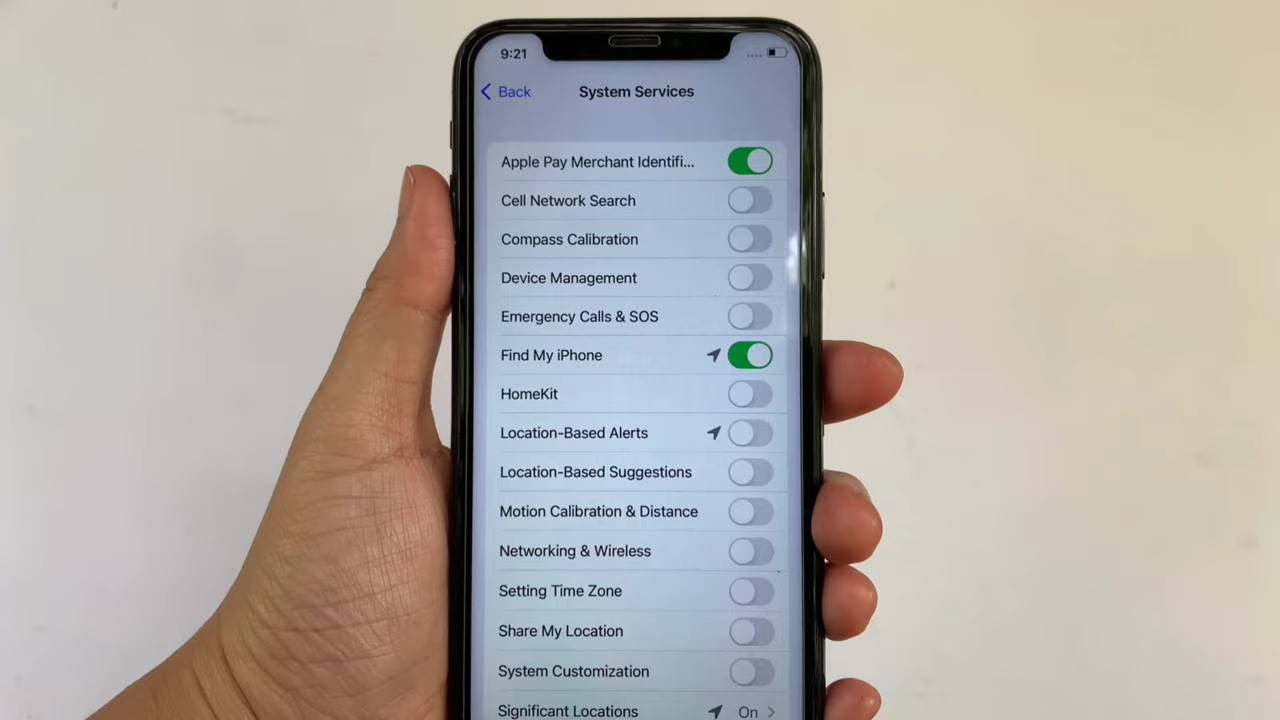 9:21
Back
System Services
Apple Pay Merchant Identifi...
Cell Network Search
Compass Calibration
Device Management
Emergency Calls & SOS
Find My iPhone
HomeKit
Location-Based Alerts
Location-Based Suggestions
Motion Calibration & Distance
Networking & Wireless
Setting Time Zone
Share My Location
System Customization
Significant Locations On